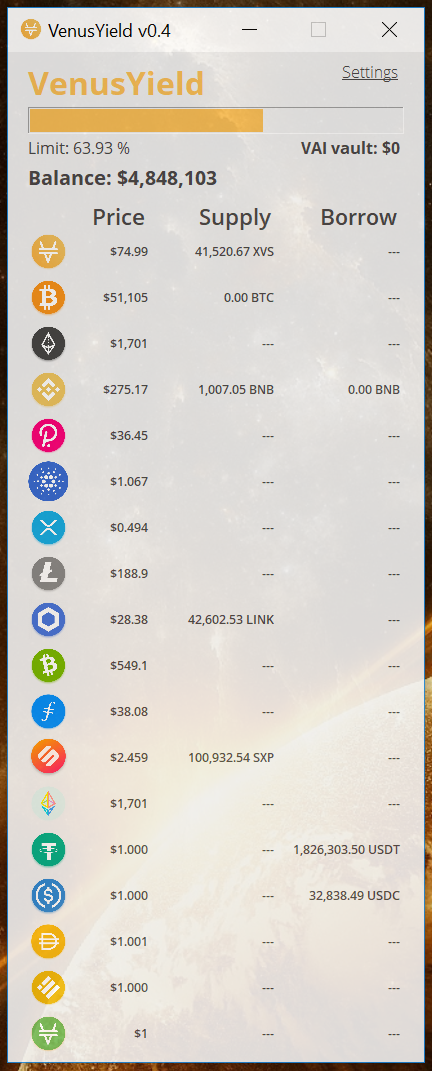 VenusYield v0.4
VenusYield Settings
Limit: 63.93 % VAI vault: $0
Balance: $4,848,103
Price Supply Borrow
$74.99 41,520.67 XVS ---
$51,105 0.00 BTC ---
$1,701 --- ---
$275.17 1,007.05 BNB 0.00 BNB
$36.45 --- ---
$1.067 --- ---
$0.494 --- ---
$188.9 --- ---
$28.38 42,602.53 LINK ---
$549.1 --- ---
$38.08 --- ---
$2.459 100,932.54 SXP ---
$1,701 --- ---
$1.000 --- 1,826,303.50 USDT
$1.000 --- 32,838.49 USDC
$1.001 --- ---
$1.000 --- ---
$1 --- ---